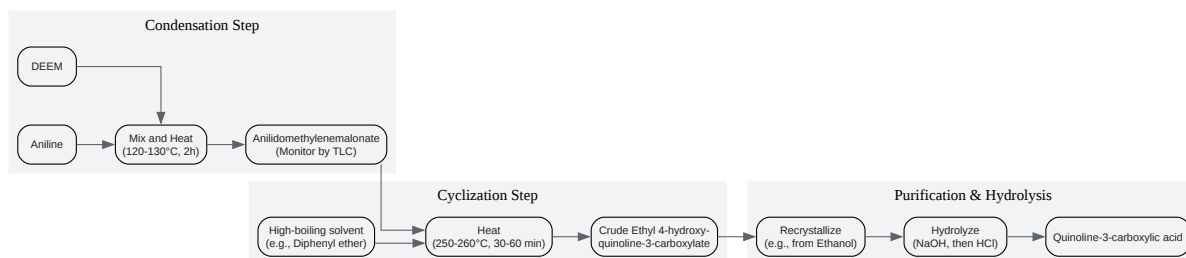 Condensation Step
DEEM
Aniline
Mix and Heat
(120-130°C, 2h)
Anilidomethylenemalonate
(Monitor by TLC)
Cyclization Step
High-boiling solvent
(e.g., Diphenyl ether)
Heat
(250-260°C, 30-60 min)
Crude Ethyl 4-hydroxy-
quinoline-3-carboxylate
Purification & Hydrolysis
Recrystallize
(e.g., from Ethanol)
Hydrolyze
(NaOH, then HCl)
Quinoline-3-carboxylic acid